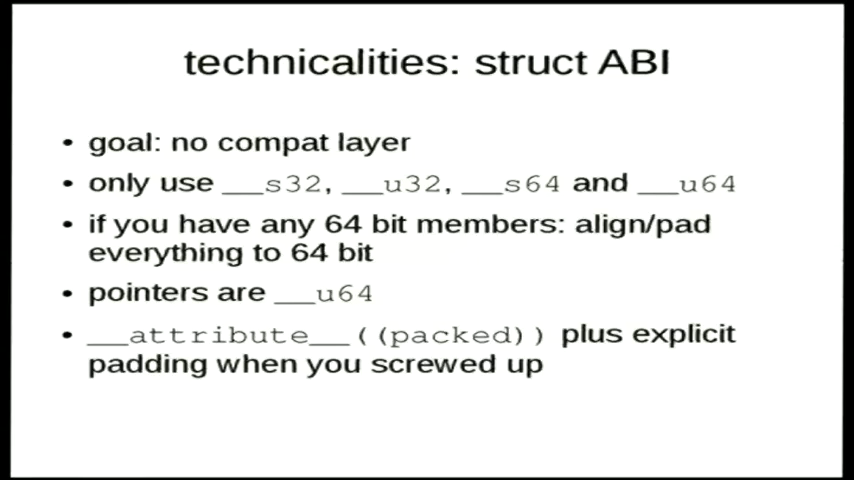 technicalities: struct ABI
• goal: no compat layer
• only use __s32, __u32, __s64 and __u64
• if you have any 64 bit members: align/pad
everything to 64 bit
• pointers are __u64
• __attribute__((packed)) plus explicit
padding when you screwed up